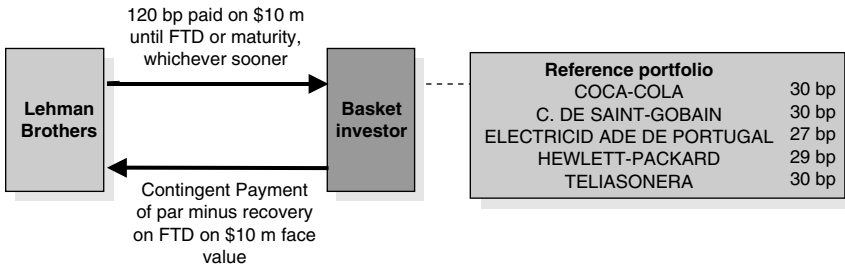 120 bp paid on $10 m
until FTD or maturity,
whichever sooner
Lehman
Brothers
Basket
investor
Contingent Payment
of par minus recovery
on FTD on $10 m face
value
Reference portfolio
COCA-COLA 30 bp
C. DE SAINT-GOBAIN 30 bp
ELECTRICID ADE DE PORTUGAL 27 bp
HEWLETT-PACKARD 29 bp
TELIASONERA 30 bp